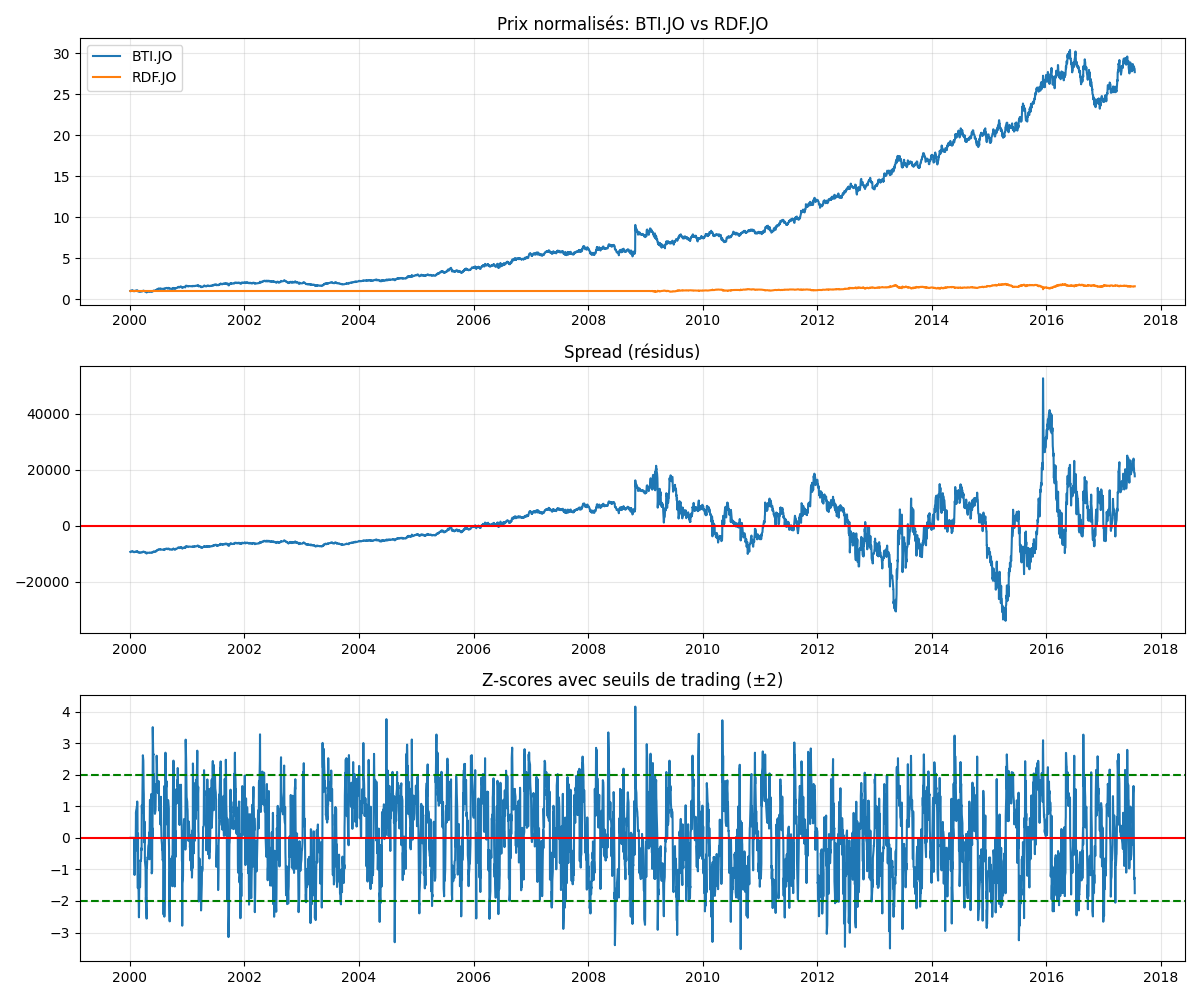 Prix normalisés: BTI.JO vs RDF.JO
BTI.JO
RDF.JO
30
25
20
15
10
5
0
2000 2002 2004 2006 2008 2010 2012 2014 2016 2018
Spread (résidus)
40000
20000
0
−20000
2000 2002 2004 2006 2008 2010 2012 2014 2016 2018
Z-scores avec seuils de trading (±2)
4
3
2
1
0
−1
−2
−3
2000 2002 2004 2006 2008 2010 2012 2014 2016 2018